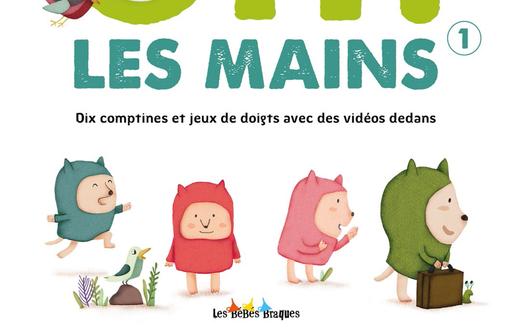 LES MAINS
1
Dix comptines et jeux de doigts avec des vidéos dedans
Les BéBés BRaques